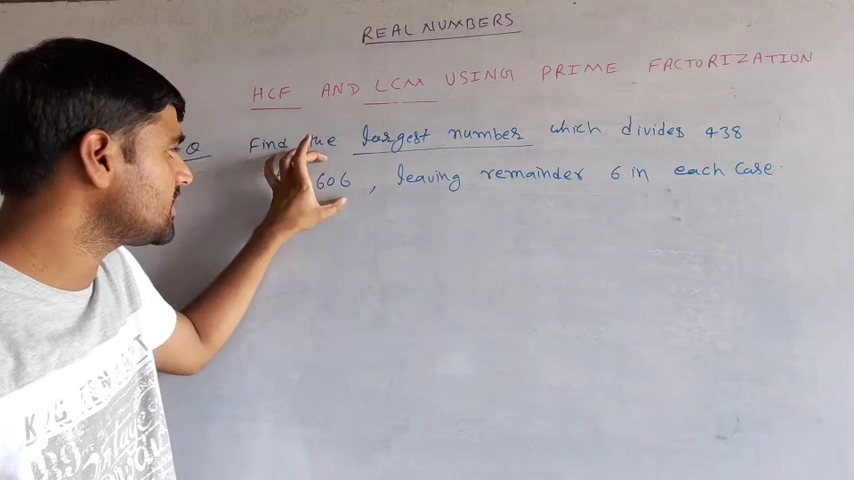 REAL NUMBERS
HCF AND LCM USING PRIME FACTORIZATION
Q Find the largest number which divides 438
606, leaving remainder 6 in each case.